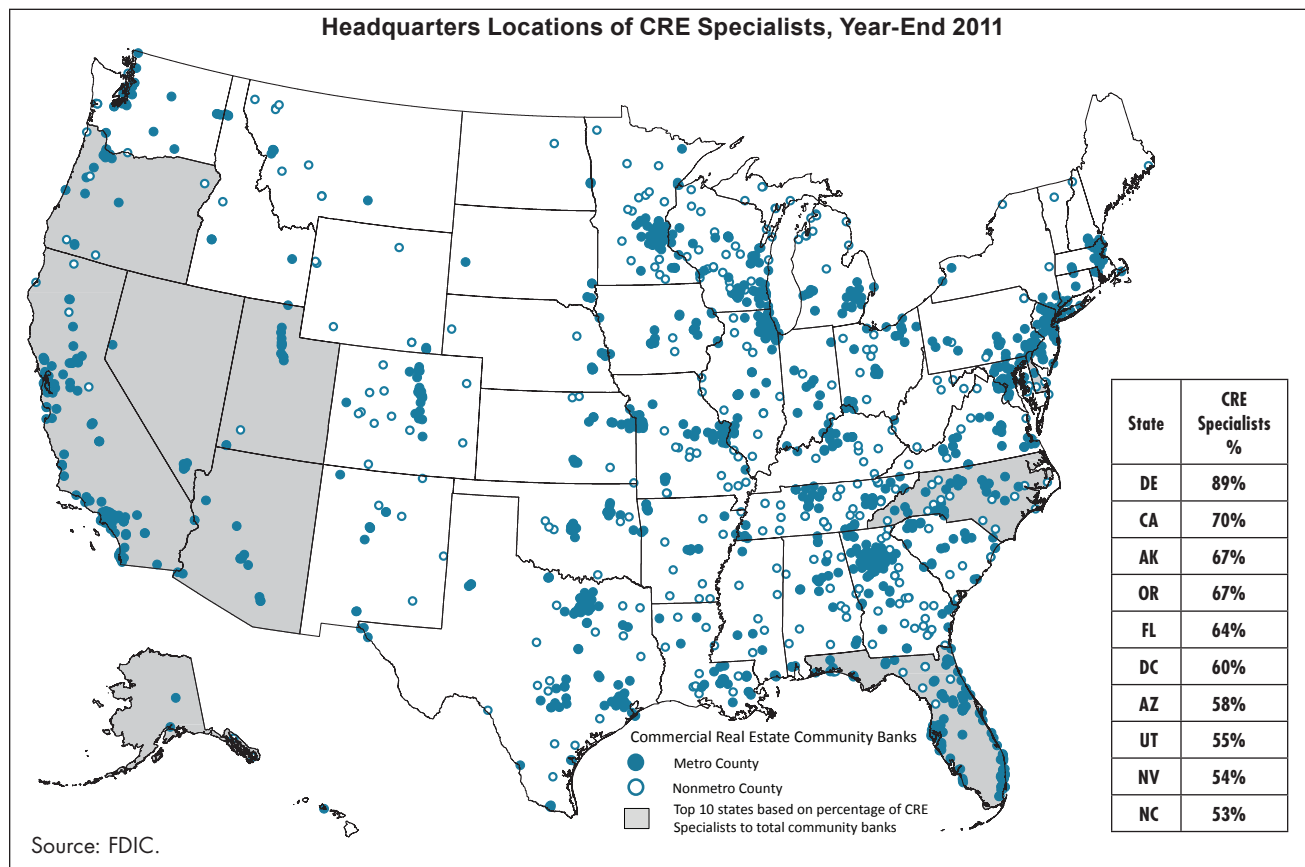 Headquarters Locations of CRE Specialists, Year-End 2011
State
CRE
Specialists
%
DE 89%
CA 70%
AK 67%
OR 67%
FL 64%
DC 60%
AZ 58%
UT 55%
NV 54%
NC 53%
Commercial Real Estate Community Banks
Metro County
Nonmetro County
Top 10 states based on percentage of CRE
Specialists to total community banks
Source: FDIC.